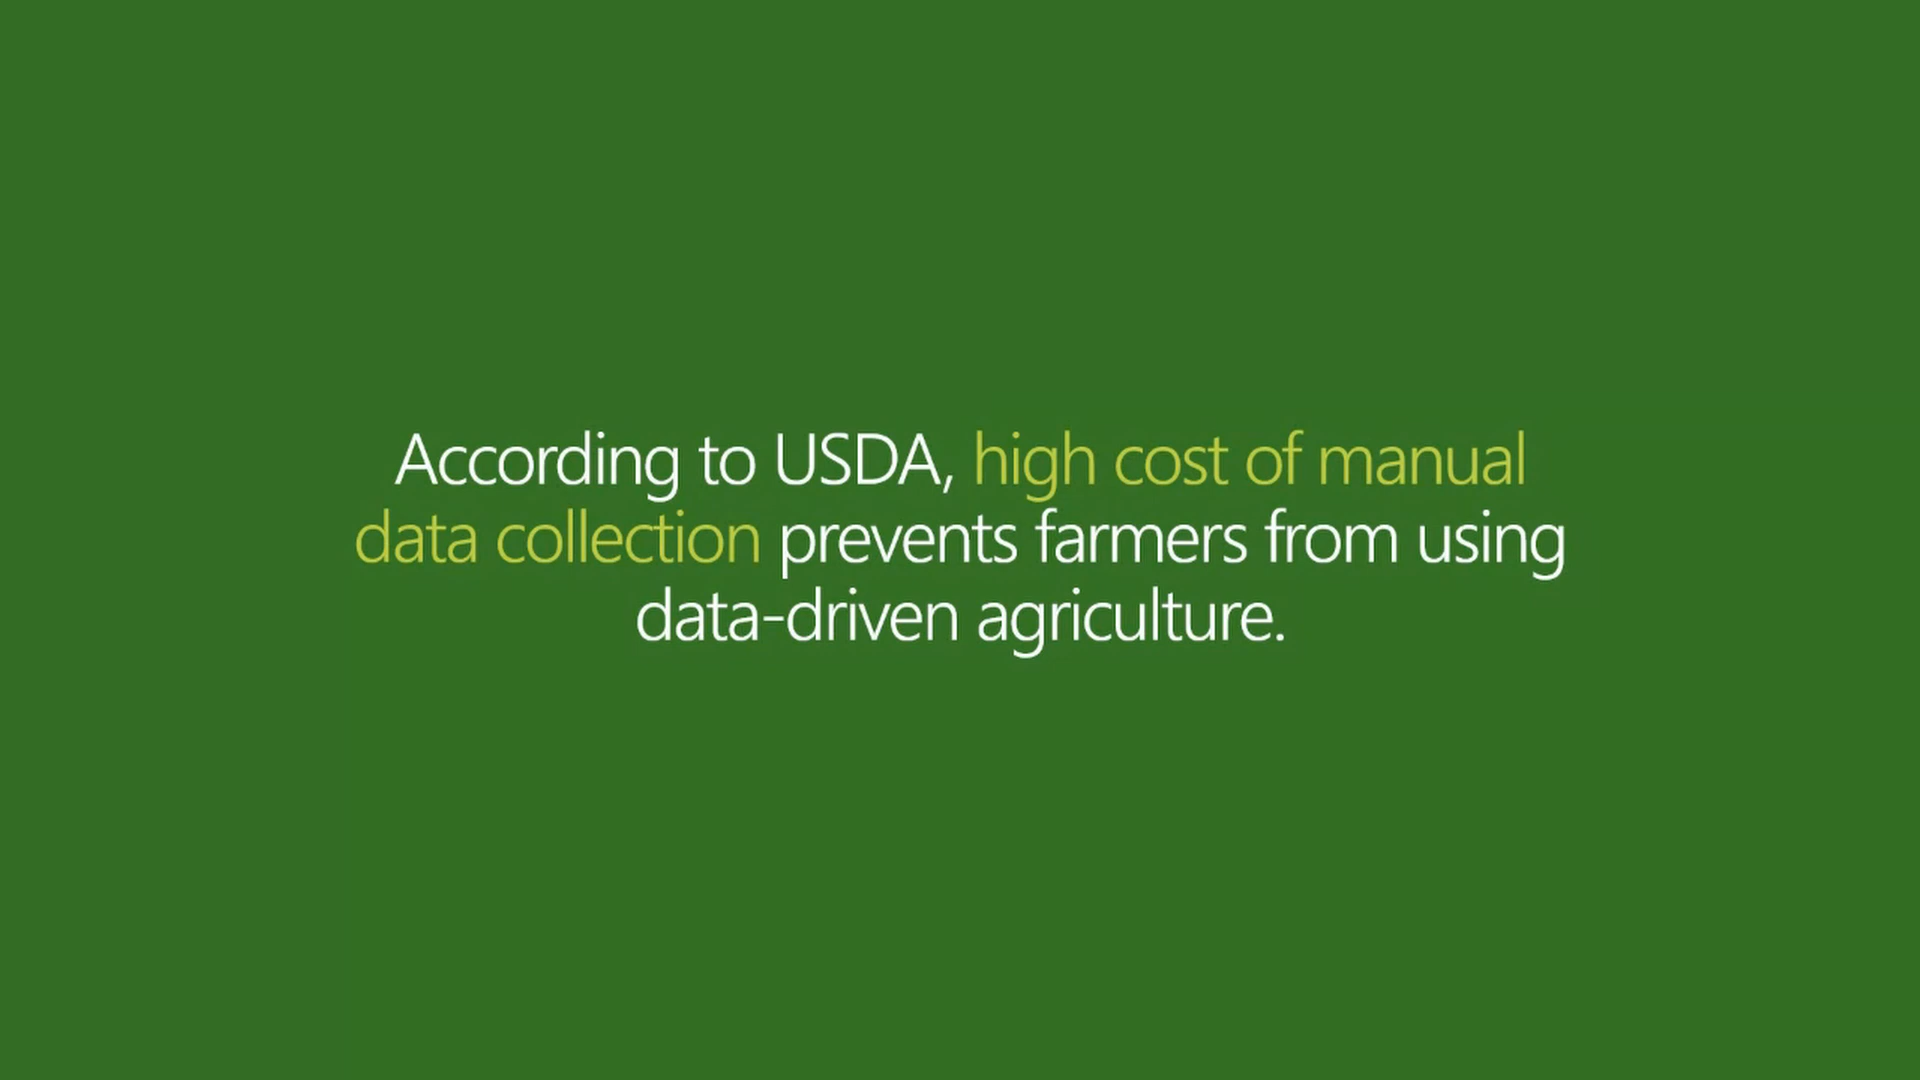 According to USDA, high cost of manual
data collection prevents farmers from using
data-driven agriculture.